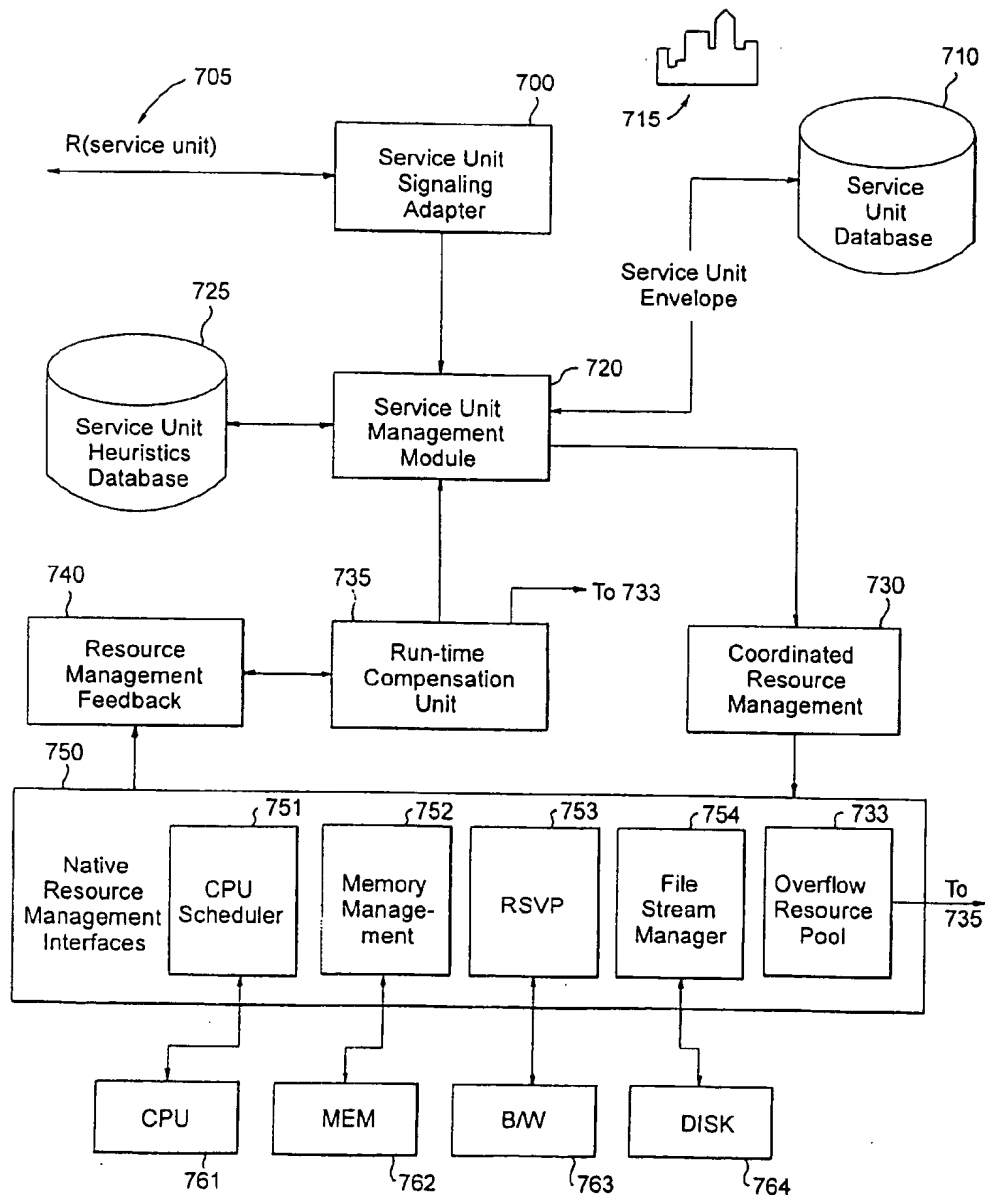 705
R(service unit)
700
Service Unit
Signaling
Adapter
715
710
Service
Unit
Database
Service Unit
Envelope
725
Service Unit
Heuristics
Database
720
Service Unit
Management
Module
740
Resource
Management
Feedback
735
Run-time
Compensation
Unit
To 733
730
Coordinated
Resource
Management
750
Native
Resource
Management
Interfaces
751
CPU
Scheduler
752
Memory
Manage-
ment
753
RSVP
754
File
Stream
Manager
733
Overflow
Resource
Pool
To
735
CPU
761
MEM
762
B/W
763
DISK
764